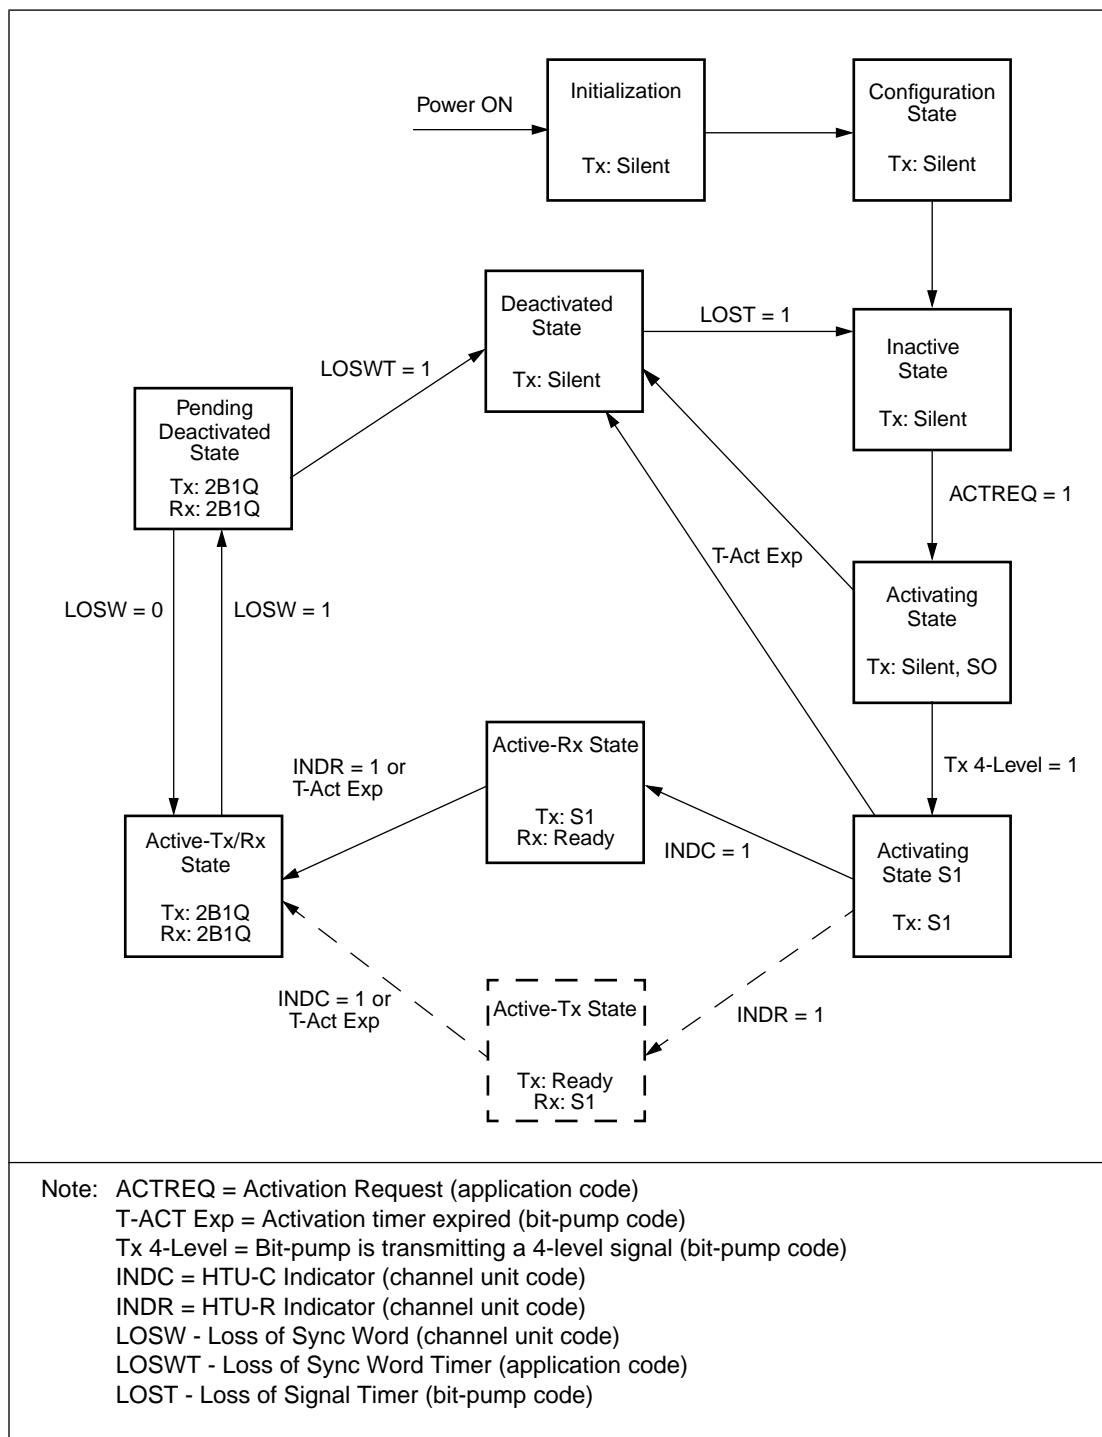 Power ON
Initialization
Tx: Silent
Configuration
State
Tx: Silent
Deactivated
State
Tx: Silent
LOST = 1
Inactive
State
Tx: Silent
LOSWT = 1
Pending
Deactivated
State
Tx: 2B1Q
Rx: 2B1Q
ACTREQ = 1
T-Act Exp
Activating
State
Tx: Silent, SO
LOSW = 0
LOSW = 1
Tx 4-Level = 1
Active-Rx State
Tx: S1
Rx: Ready
INDR = 1 or
T-Act Exp
INDC = 1
Active-Tx/Rx
State
Tx: 2B1Q
Rx: 2B1Q
Activating
State S1
Tx: S1
INDC = 1 or
T-Act Exp
Active-Tx State
Tx: Ready
Rx: S1
INDR = 1
Note: ACTREQ = Activation Request (application code)
T-ACT Exp = Activation timer expired (bit-pump code)
Tx 4-Level = Bit-pump is transmitting a 4-level signal (bit-pump code)
INDC = HTU-C Indicator (channel unit code)
INDR = HTU-R Indicator (channel unit code)
LOSW - Loss of Sync Word (channel unit code)
LOSWT - Loss of Sync Word Timer (application code)
LOST - Loss of Signal Timer (bit-pump code)